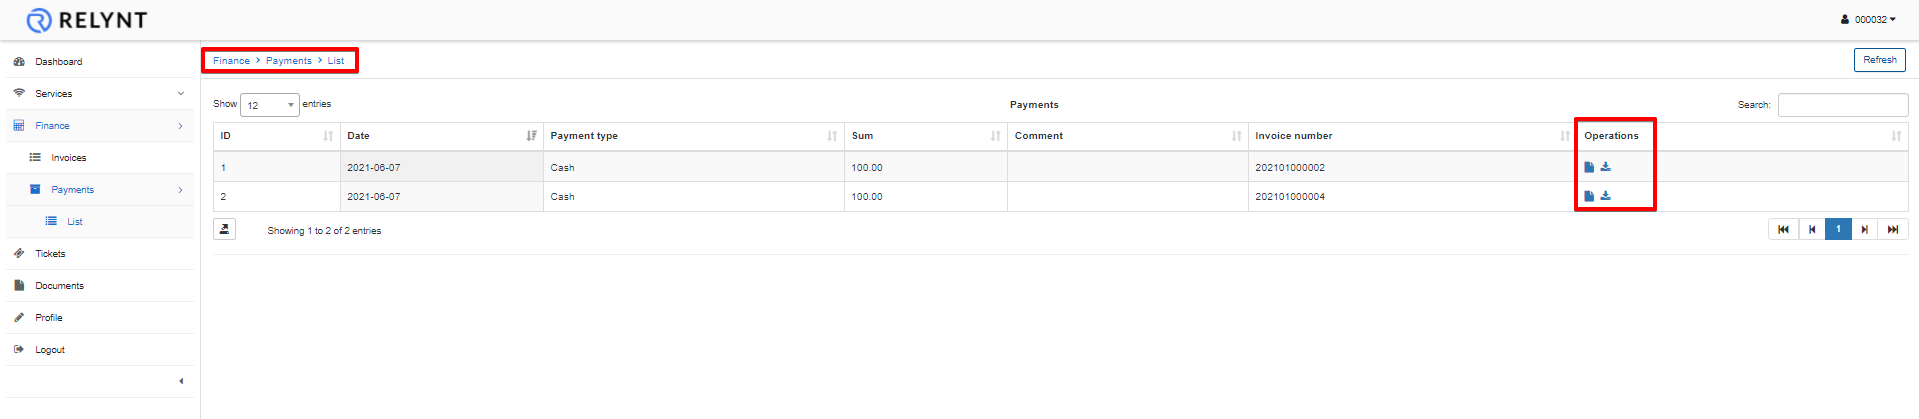 RELYNT
000032
Dashboard
Services
Finance
Invoices
Payments
List
Tickets
Documents
Profile
Logout
Finance > Payments > List
Refresh
Show 12 entries
Payments
Search:
ID Date Payment type Sum Comment Invoice number Operations
1 2021-06-07 Cash 100.00 202101000002
2 2021-06-07 Cash 100.00 202101000004
Showing 1 to 2 of 2 entries
1